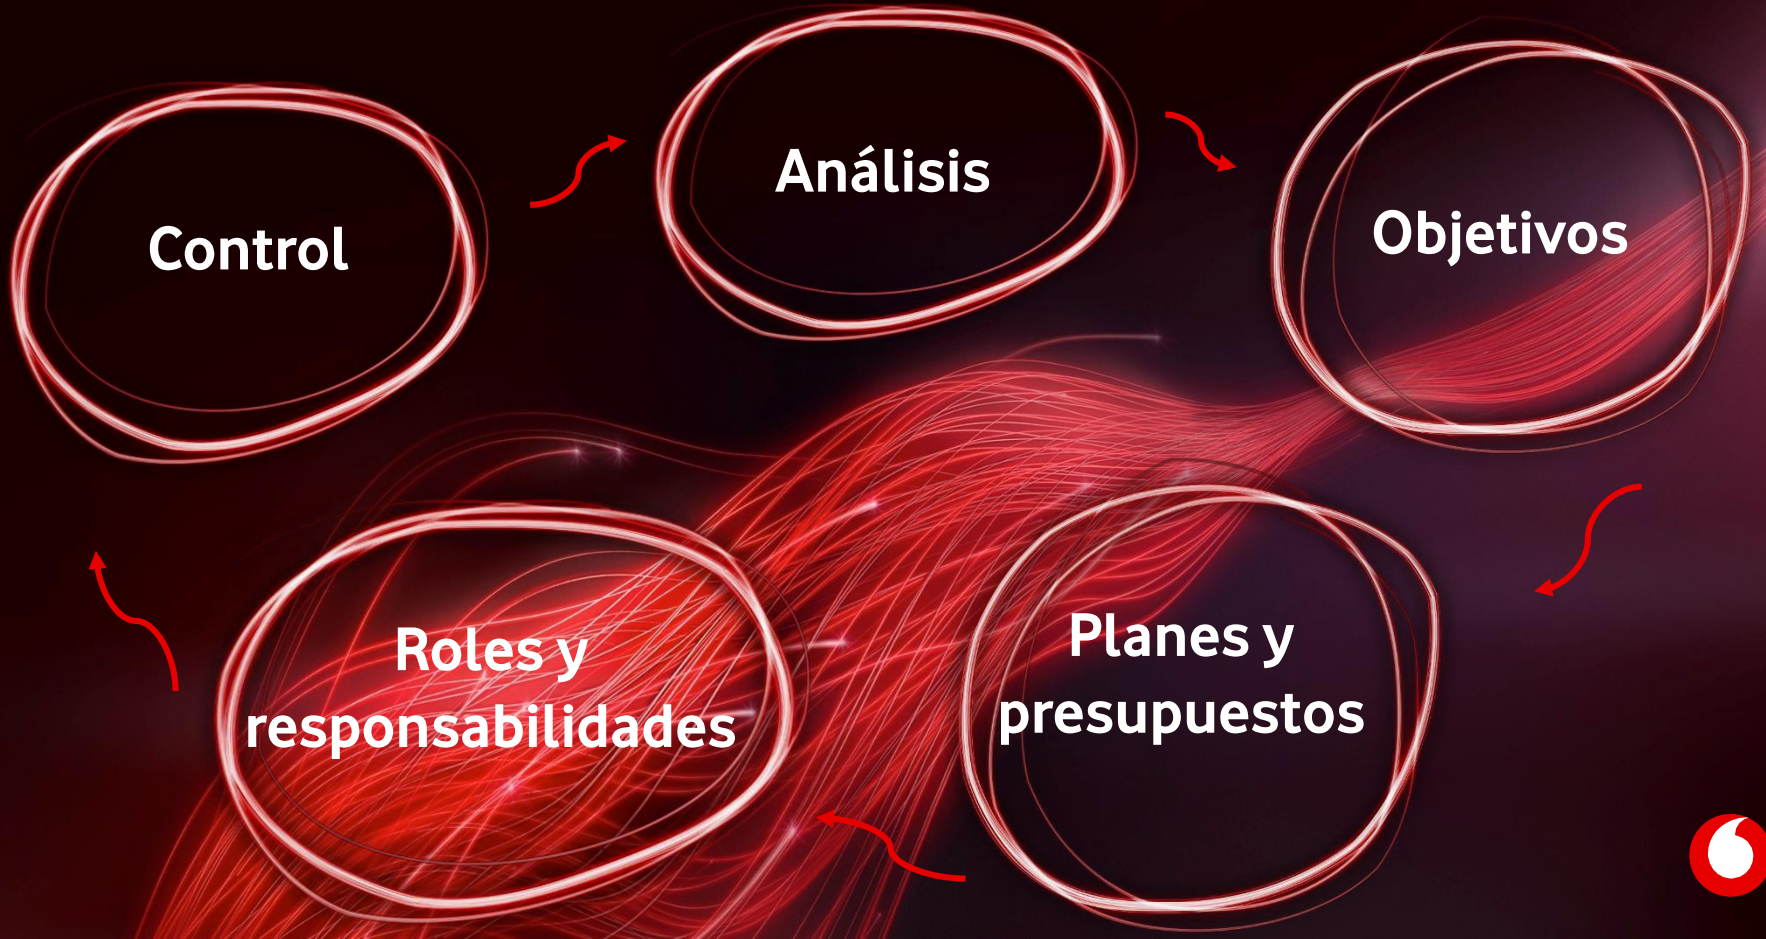 Control
Análisis
Objetivos
Roles y
responsabilidades
Planes y
presupuestos